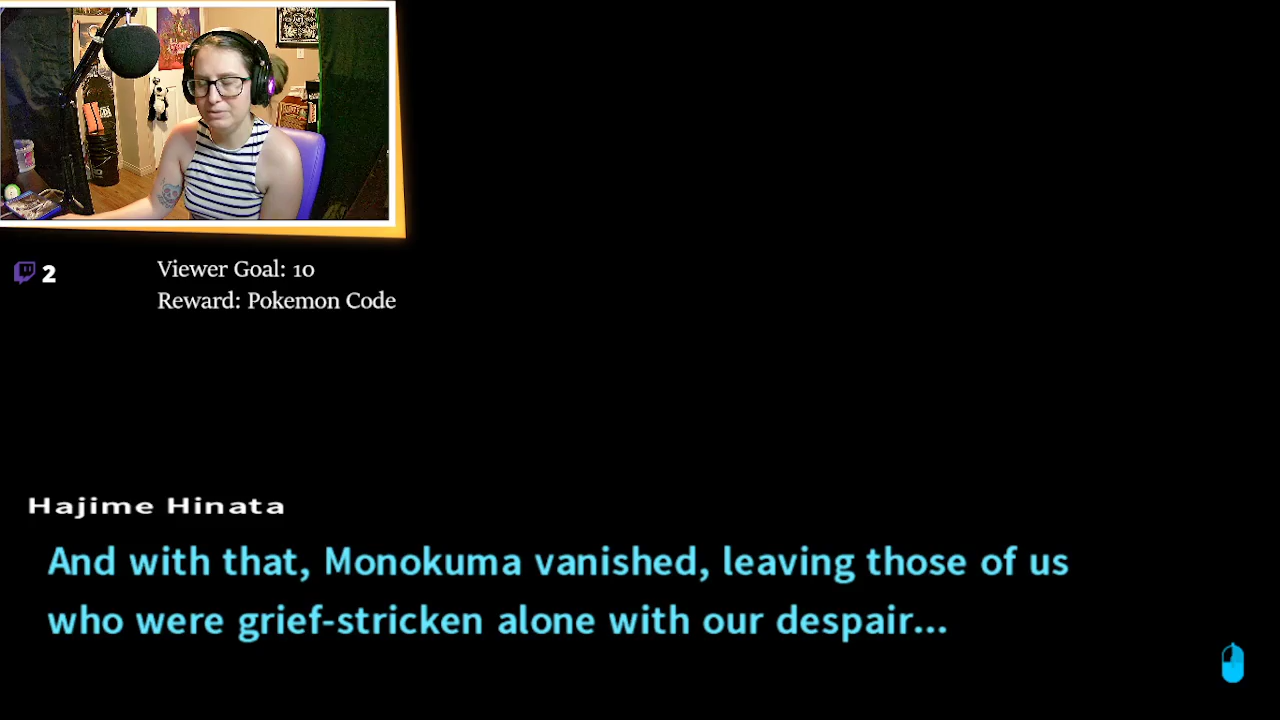 2
Viewer Goal: 10
Reward: Pokemon Code
Hajime Hinata
And with that, Monokuma vanished, leaving those of us
who were grief-stricken alone with our despair...